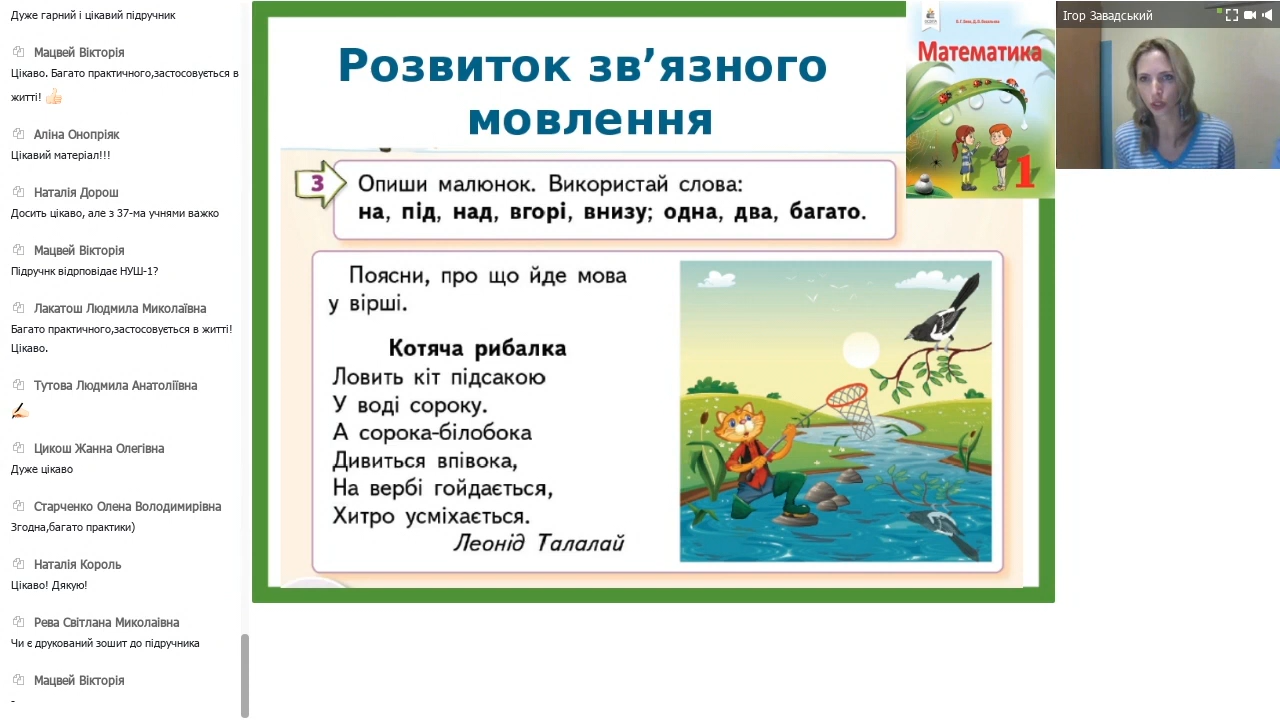 Дуже гарний і цікавий підручник
Мацвей Вікторія
Цікаво. Багато практичного,застосовується в
житті!
Аліна Онопріяк
Цікавий матеріал!!!
Наталія Дорош
Досить цікаво, але з 37-ма учнями важко
Мацвей Вікторія
Підручнк відрповідає НУШ-1?
Лакатош Людмила Миколаївна
Багато практичного,застосовується в житті!
Цікаво.
Тутова Людмила Анатоліївна
Цикош Жанна Олегівна
Дуже цікаво
Старченко Олена Володимирівна
Згодна,багато практики)
Наталія Король
Цікаво! Дякую!
Рева Світлана Миколаівна
Чи є друкований зошит до підручника
Мацвей Вікторія
-
Розвиток зв’язного
мовлення
3
Опиши малюнок. Використай слова:
на, під, над, вгорі, внизу; одна, два, багато.
Поясни, про що йде мова
у вірші.
Котяча рибалка
Ловить кіт підсакою
У воді сороку.
А сорока-білобока
Дивиться впівока,
На вербі гойдається,
Хитро усміхається.
Леонід Талалай
Математика
1
Ігор Завадський